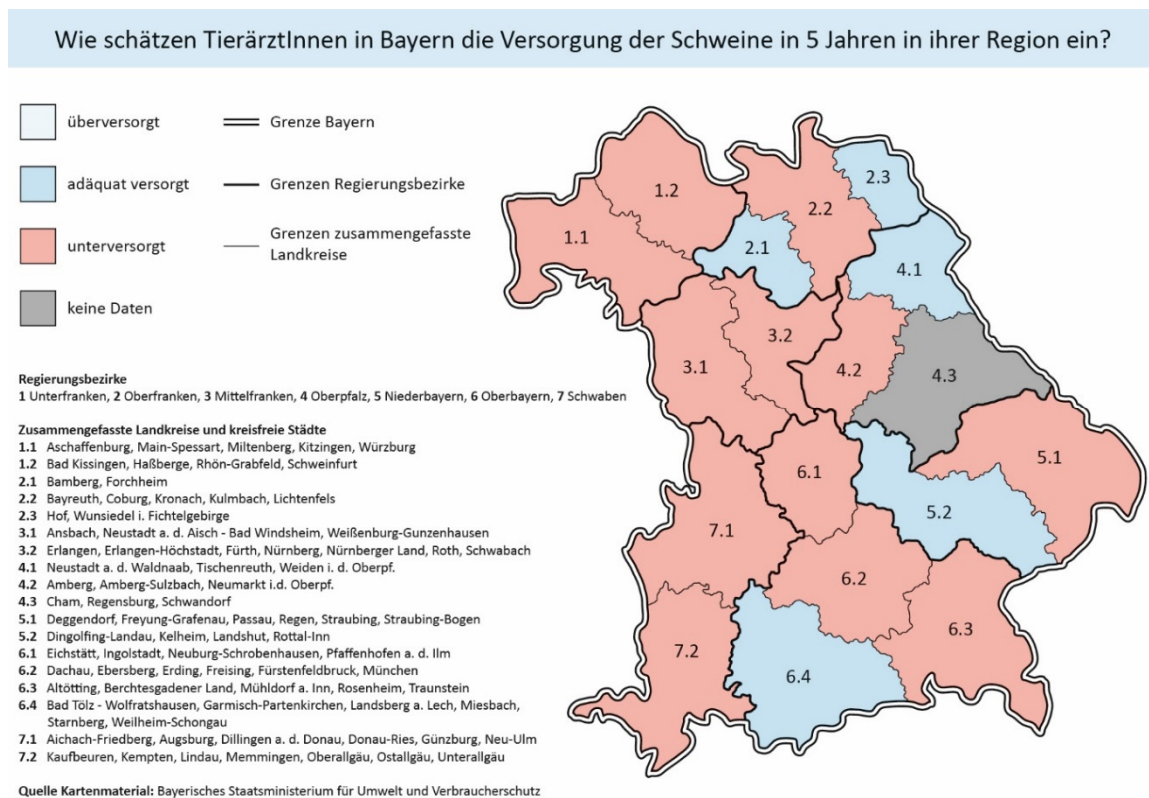 Wie schätzen TierärztInnen in Bayern die Versorgung der Schweine in 5 Jahren in ihrer Region ein?
überversorgt
adäquat versorgt
unterversorgt
keine Daten
Grenze Bayern
Grenzen Regierungsbezirke
Grenzen zusammengefasste
Landkreise
Regierungsbezirke
1 Unterfranken, 2 Oberfranken, 3 Mittelfranken, 4 Oberpfalz, 5 Niederbayern, 6 Oberbayern, 7 Schwaben
Zusammengefasste Landkreise und kreisfreie Städte
1.1 Aschaffenburg, Main-Spessart, Miltenberg, Kitzingen, Würzburg
1.2 Bad Kissingen, Haßberge, Rhön-Grabfeld, Schweinfurt
2.1 Bamberg, Forchheim
2.2 Bayreuth, Coburg, Kronach, Kulmbach, Lichtenfels
2.3 Hof, Wunsiedel i. Fichtelgebirge
3.1 Ansbach, Neustadt a. d. Aisch - Bad Windsheim, Weißenburg-Gunzenhausen
3.2 Erlangen, Erlangen-Höchstadt, Fürth, Nürnberg, Nürnberger Land, Roth, Schwabach
4.1 Neustadt a. d. Waldnaab, Tischenreuth, Weiden i. d. Oberpf.
4.2 Amberg, Amberg-Sulzbach, Neumarkt i.d. Oberpf.
4.3 Cham, Regensburg, Schwandorf
5.1 Deggendorf, Freyung-Grafenau, Passau, Regen, Straubing, Straubing-Bogen
5.2 Dingolfing-Landau, Kelheim, Landshut, Rottal-Inn
6.1 Eichstätt, Ingolstadt, Neuburg-Schrobenhausen, Pfaffenhofen a. d. Ilm
6.2 Dachau, Ebersberg, Erding, Freising, Fürstenfeldbruck, München
6.3 Altötting, Berchtesgadener Land, Mühldorf a. Inn, Rosenheim, Traunstein
6.4 Bad Tölz - Wolfratshausen, Garmisch-Partenkirchen, Landsberg a. Lech, Miesbach,
Starnberg, Weilheim-Schongau
7.1 Aichach-Friedberg, Augsburg, Dillingen a. d. Donau, Donau-Ries, Günzburg, Neu-Ulm
7.2 Kaufbeuren, Kempten, Lindau, Memmingen, Oberallgäu, Ostallgäu, Unterallgäu
Quelle Kartenmaterial: Bayerisches Staatsministerium für Umwelt und Verbraucherschutz
1.2
2.3
2.2
1.1
2.1
4.1
3.2
3.1
4.2
4.3
5.1
6.1
5.2
7.1
6.2
6.3
7.2
6.4